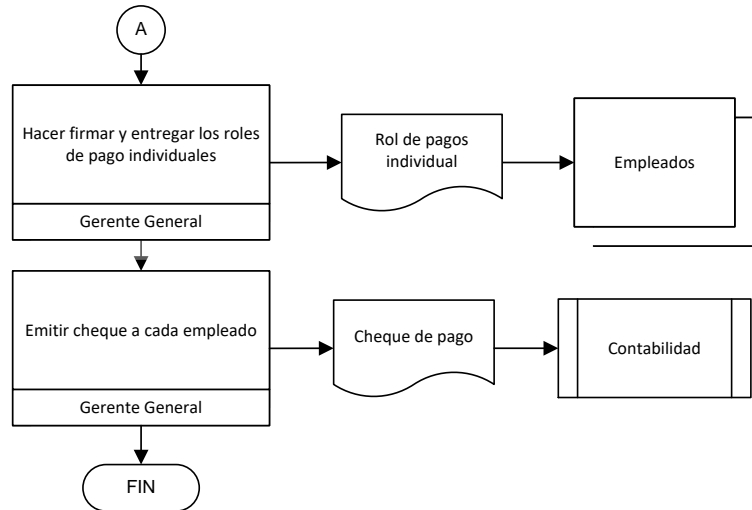 A
Hacer firmar y entregar los roles
de pago individuales
Gerente General
Rol de pagos
individual
Empleados
Emitir cheque a cada empleado
Gerente General
Cheque de pago
Contabilidad
FIN